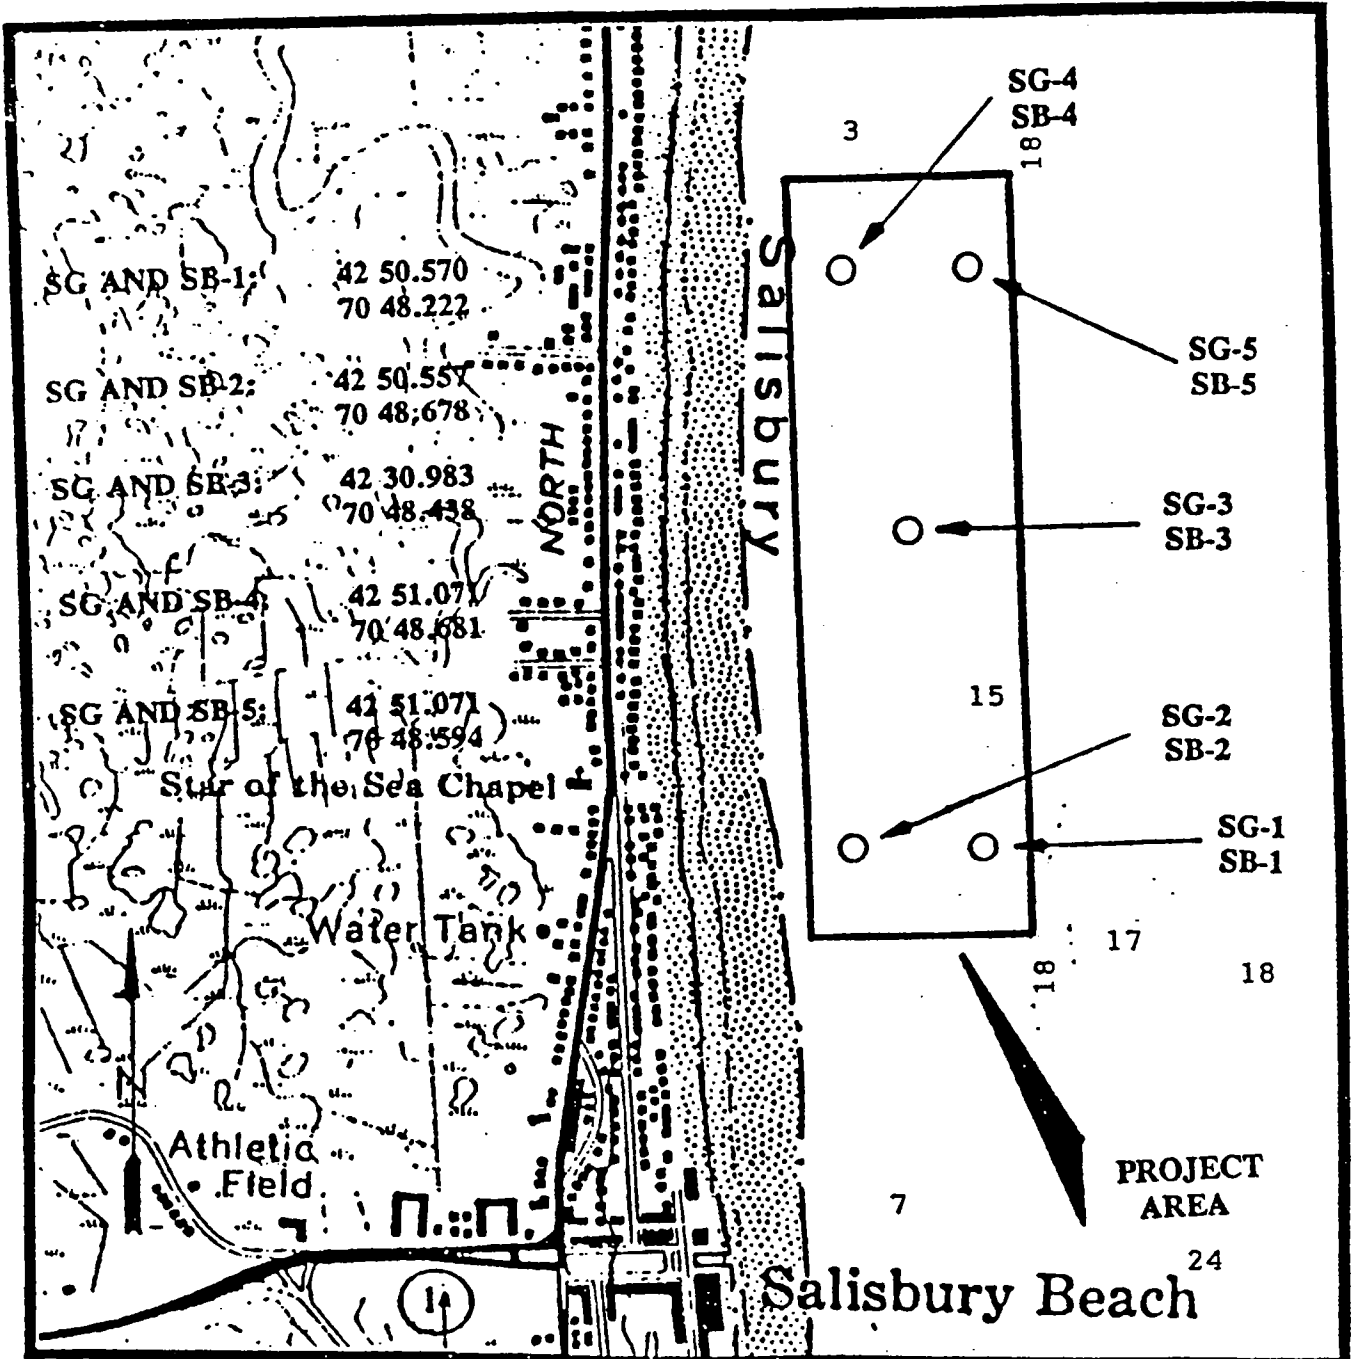 SG-4
SB-4
3
18
Salisbury
SG AND SB-1: 42 50.570
70 48.222
SG-5
SB-5
SG AND SB-2: 42 50.557
70 48.678
NORTH
SG AND SB-3: 42 30.983
70 48.438
SG-3
SB-3
SG AND SB-4: 42 51.071
70 48.681
15
SG AND SB-5: 42 51.071
70 48.594
SG-2
SB-2
Star of the Sea Chapel
SG-1
SB-1
Water Tank
17
18
18
N
Athletic
Field
PROJECT
AREA
7
24
Salisbury Beach
1